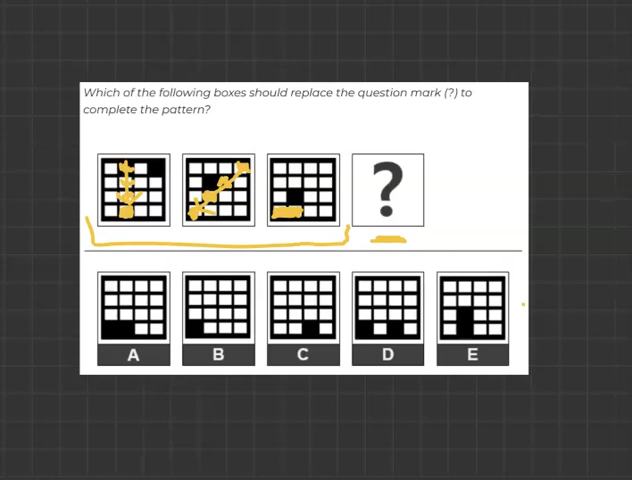 Which of the following boxes should replace the question mark (?) to
complete the pattern?
?
A B C D E